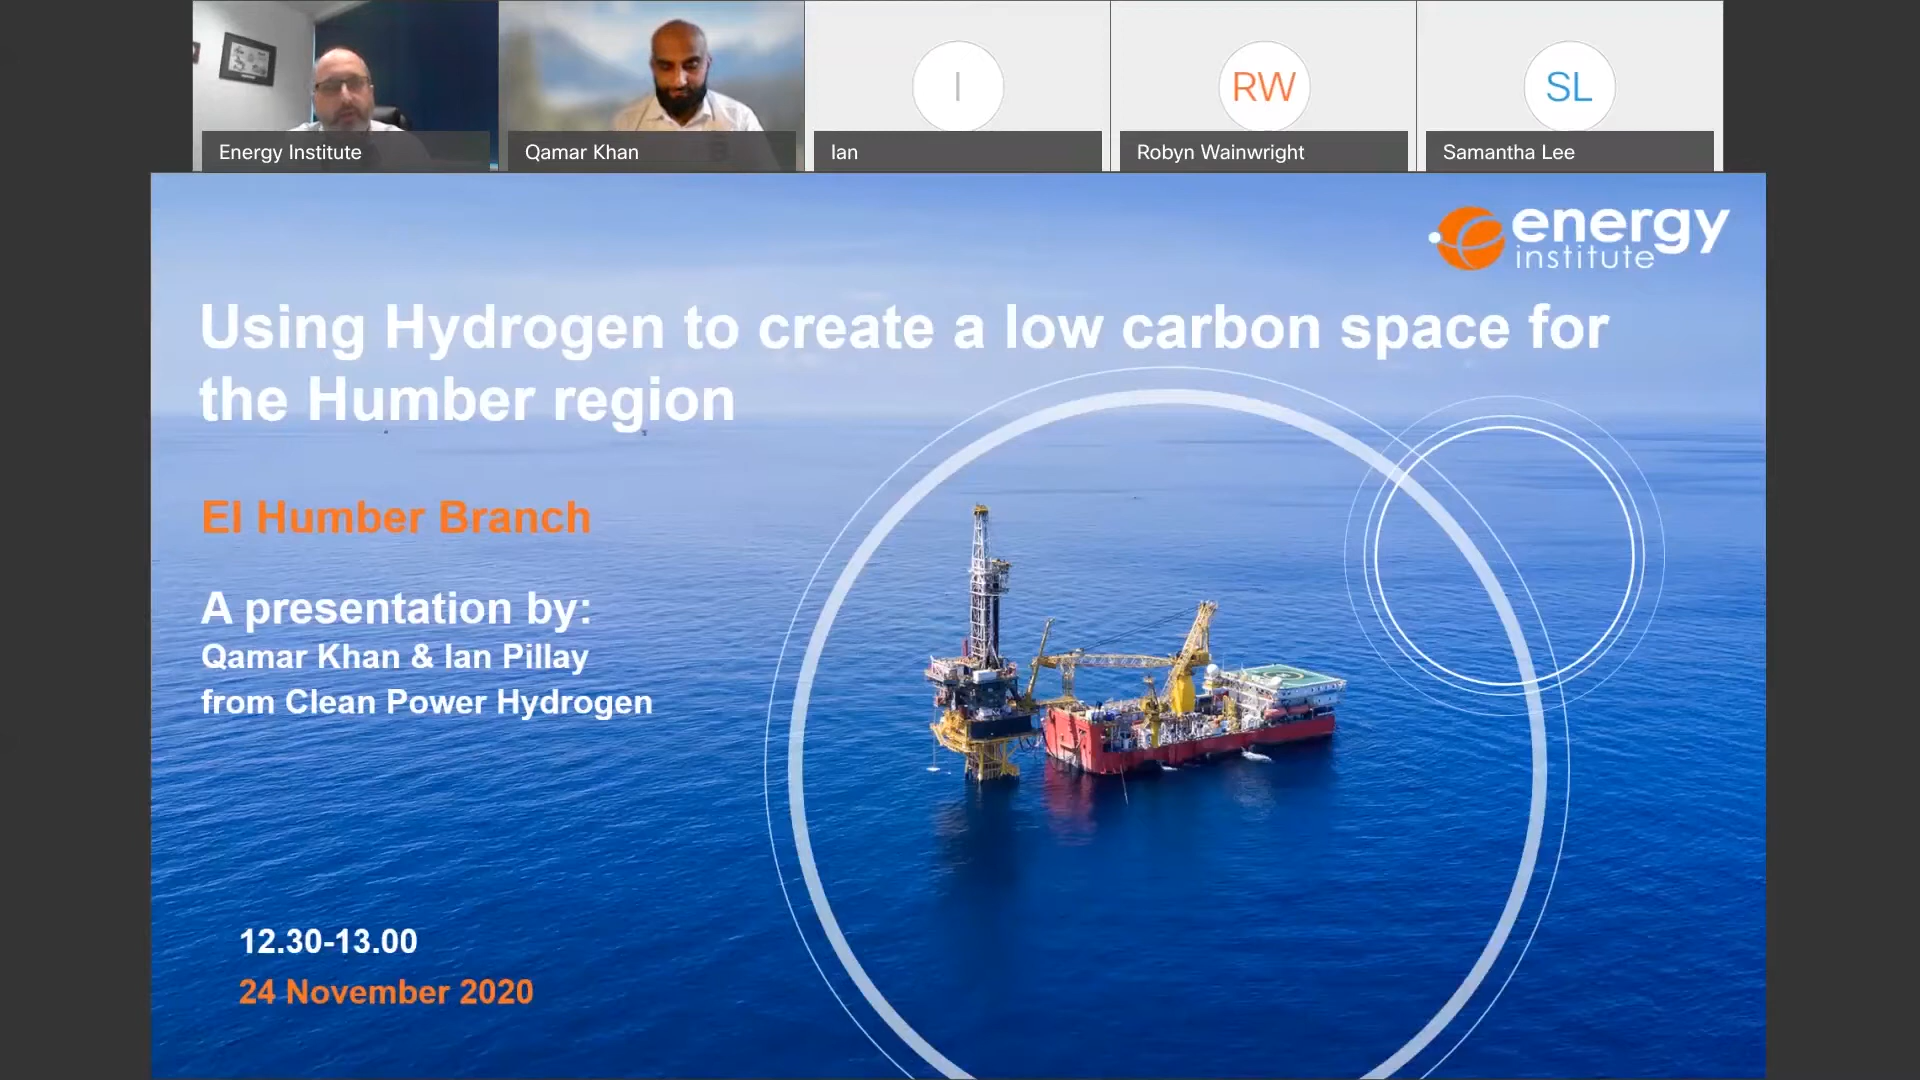 Energy Institute
Qamar Khan
I
Ian
RW
Robyn Wainwright
SL
Samantha Lee
energy
institute
Using Hydrogen to create a low carbon space for
the Humber region
EI Humber Branch
A presentation by:
Qamar Khan & Ian Pillay
from Clean Power Hydrogen
12.30-13.00
24 November 2020